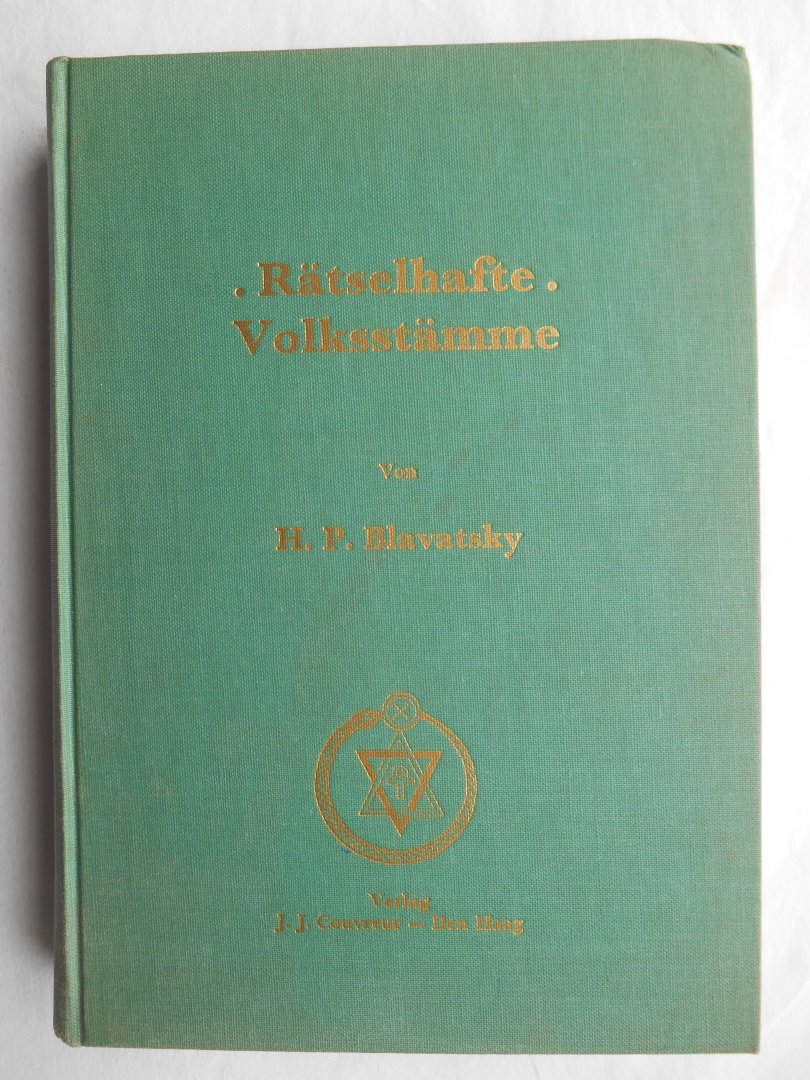 . Rätselhafte .
Volksstämme
Von
H. P. Blavatsky
Verlag
J. J. Couvreur — Den Haag